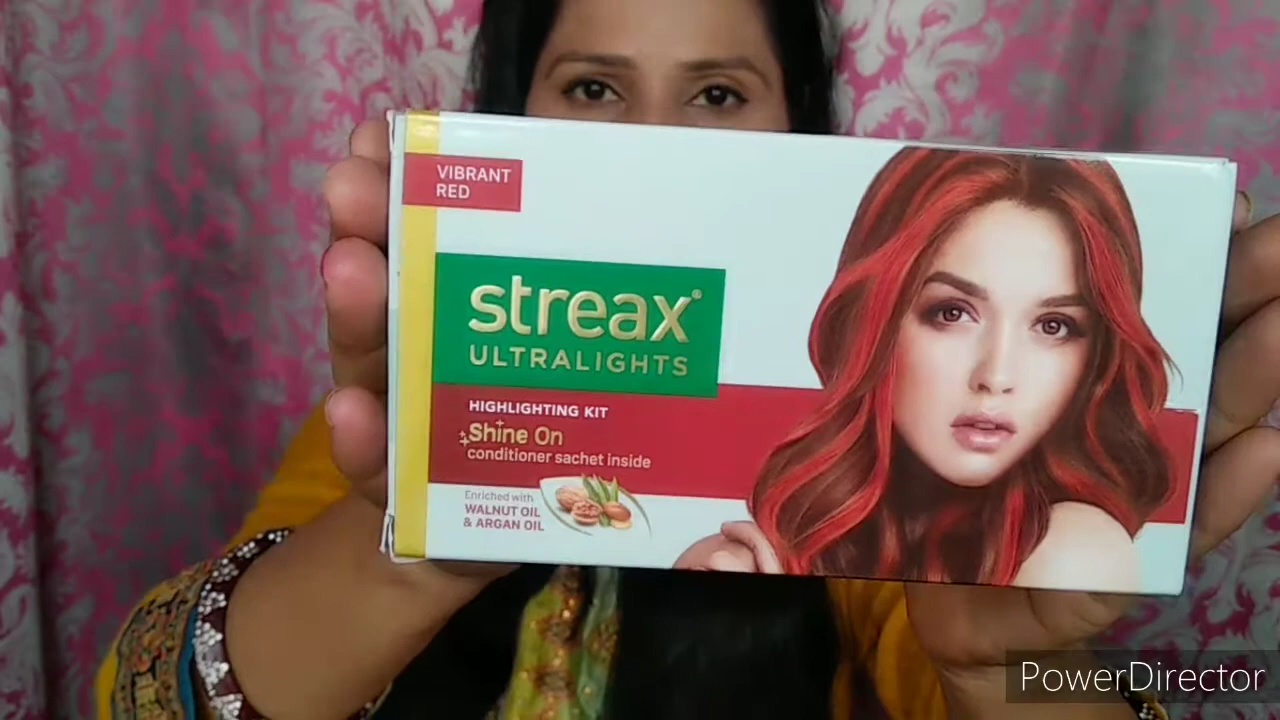 VIBRANT
RED
streax®
ULTRALIGHTS
HIGHLIGHTING KIT
Shine On
conditioner sachet inside
Enriched with
WALNUT OIL
& ARGAN OIL
PowerDirector